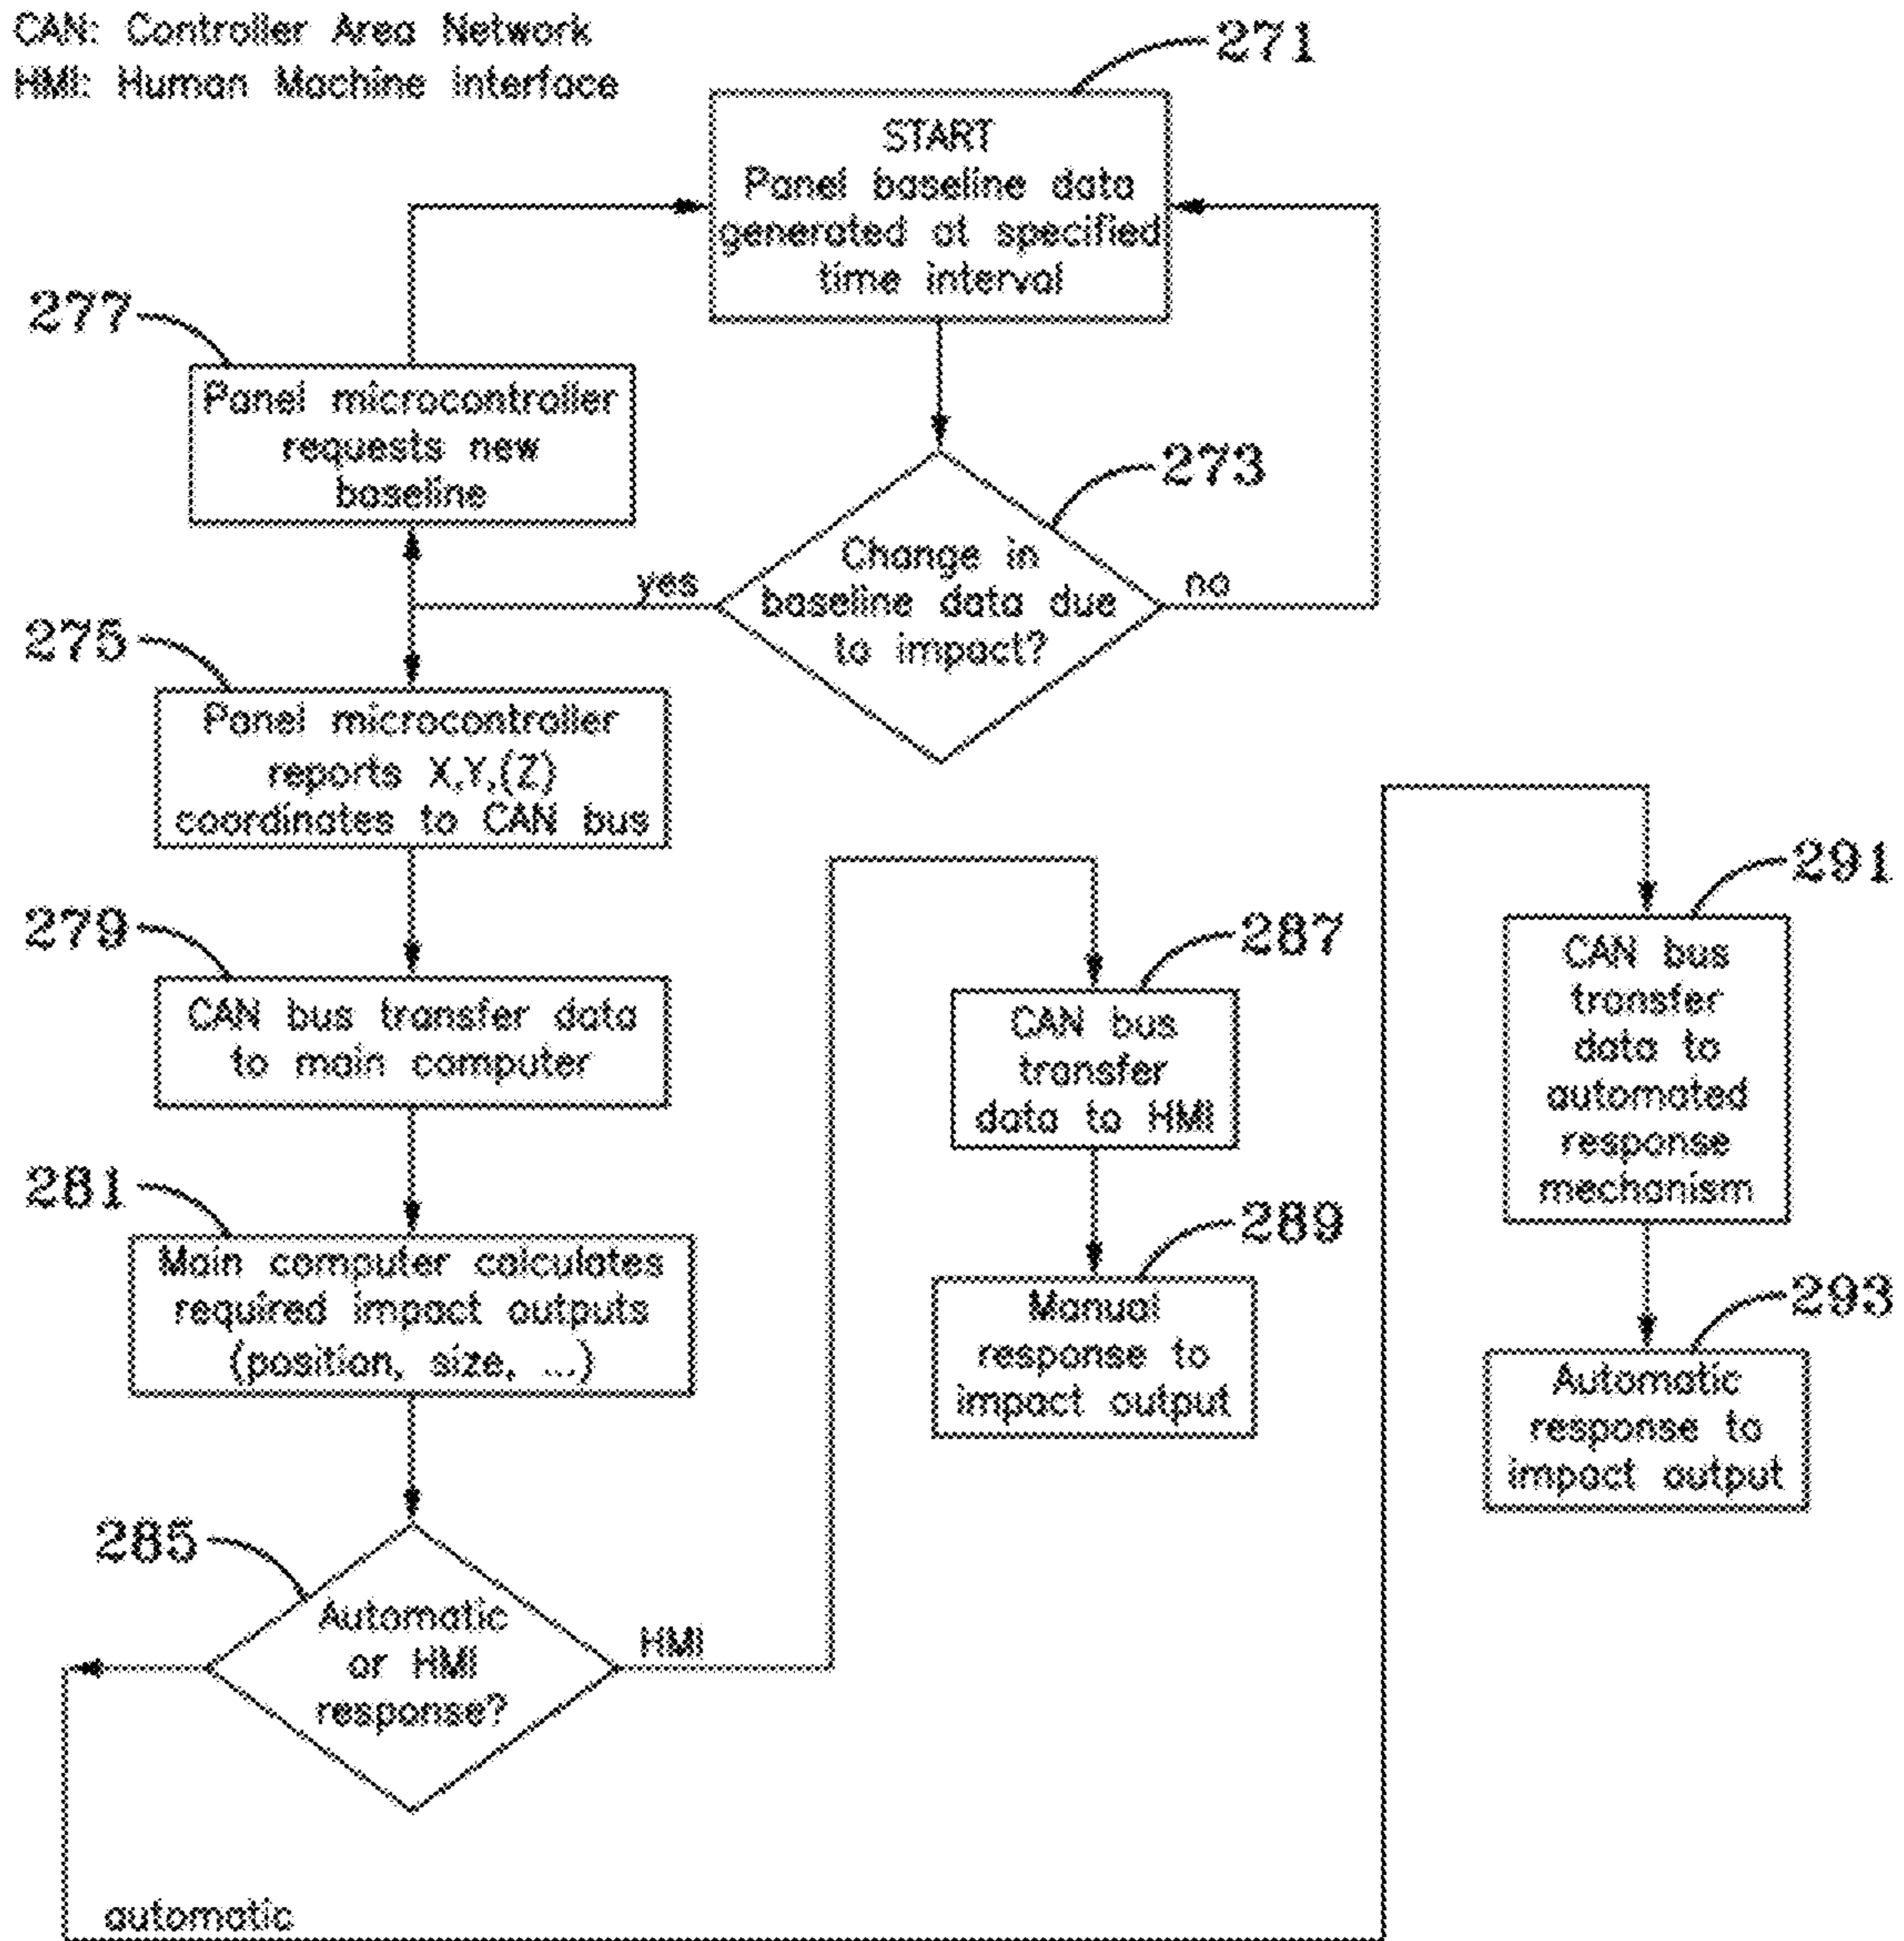 CAN: Controller Area Network
HMI: Human Machine Interface
271
START
Panel baseline data
generated at specified
time interval
277
Panel microcontroller
requests new
baseline
273
Change in
baseline data due
to impact?
yes
no
275
Panel microcontroller
reports X,Y,(Z)
coordinates to CAN bus
279
CAN bus transfer data
to main computer
281
Main computer calculates
required impact outputs
(position, size, ...)
285
Automatic
or HMI
response?
HMI
automatic
287
CAN bus
transfer
data to HMI
289
Manual
response to
impact output
291
CAN bus
transfer
data to
automated
response
mechanism
293
Automatic
response to
impact output